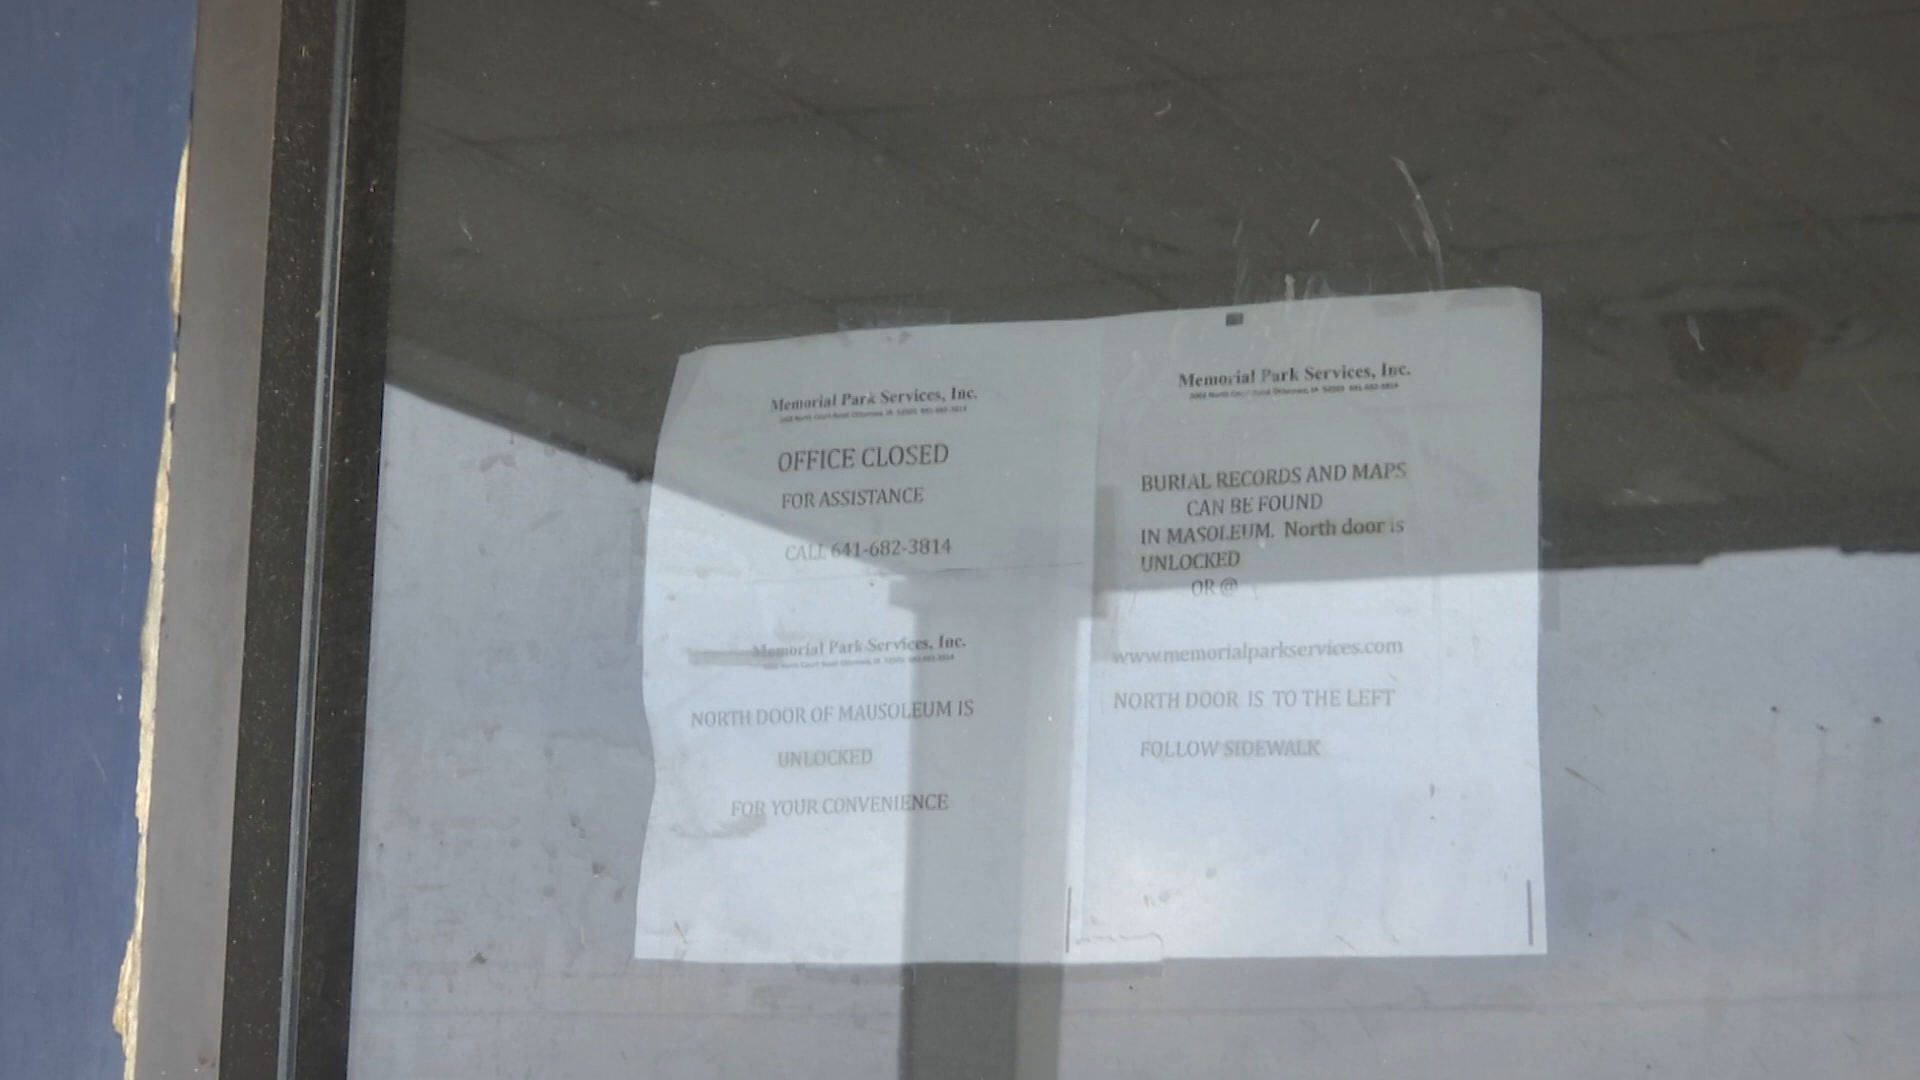 Memorial Park Services, Inc.
OFFICE CLOSED
FOR ASSISTANCE
CALL 641-682-3814
Memorial Park Services, Inc.
NORTH DOOR OF MAUSOLEUM IS
UNLOCKED
FOR YOUR CONVENIENCE
Memorial Park Services, Inc.
BURIAL RECORDS AND MAPS
CAN BE FOUND
IN MASOLEUM. North door is
UNLOCKED
OR @
www.memorialparkservices.com
NORTH DOOR IS TO THE LEFT
FOLLOW SIDEWALK